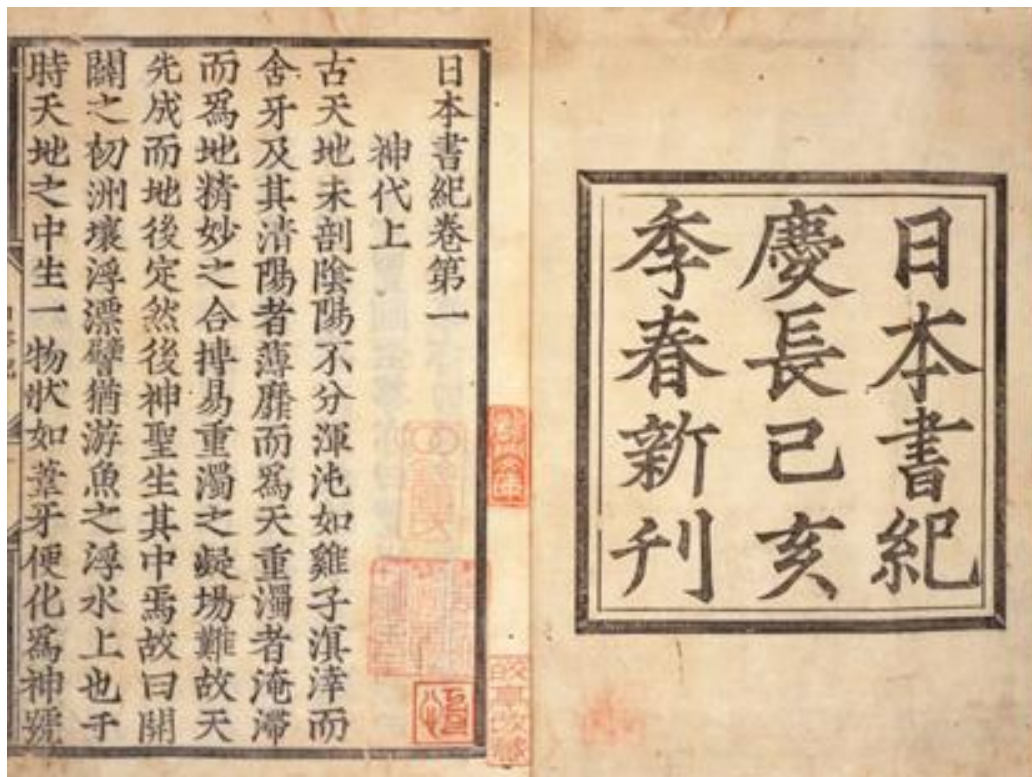 日本書紀
慶長己亥
季春新刊
日本書紀卷第一
神代上
古天地未剖陰陽不分渾沌如雞子溟涬而
含牙及其清陽者薄靡而爲天重濁者淹滯
而爲地精妙之合搏易重濁之凝場難故天
先成而地後定然後神聖生其中焉故曰開
闢之初洲壤浮漂譬猶游魚之浮水上也于
時天地之中生一物狀如葦牙便化爲神號